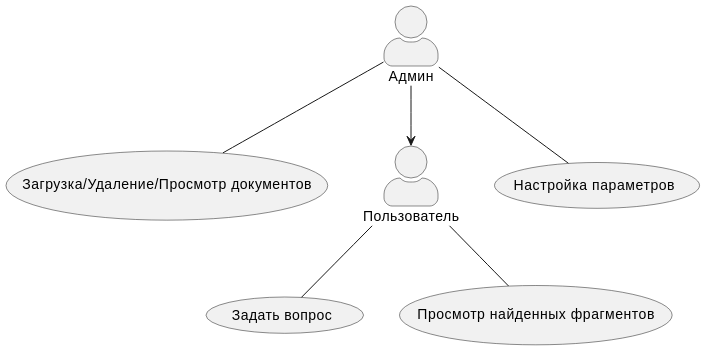 Админ
Загрузка/Удаление/Просмотр документов
Настройка параметров
Пользователь
Задать вопрос
Просмотр найденных фрагментов